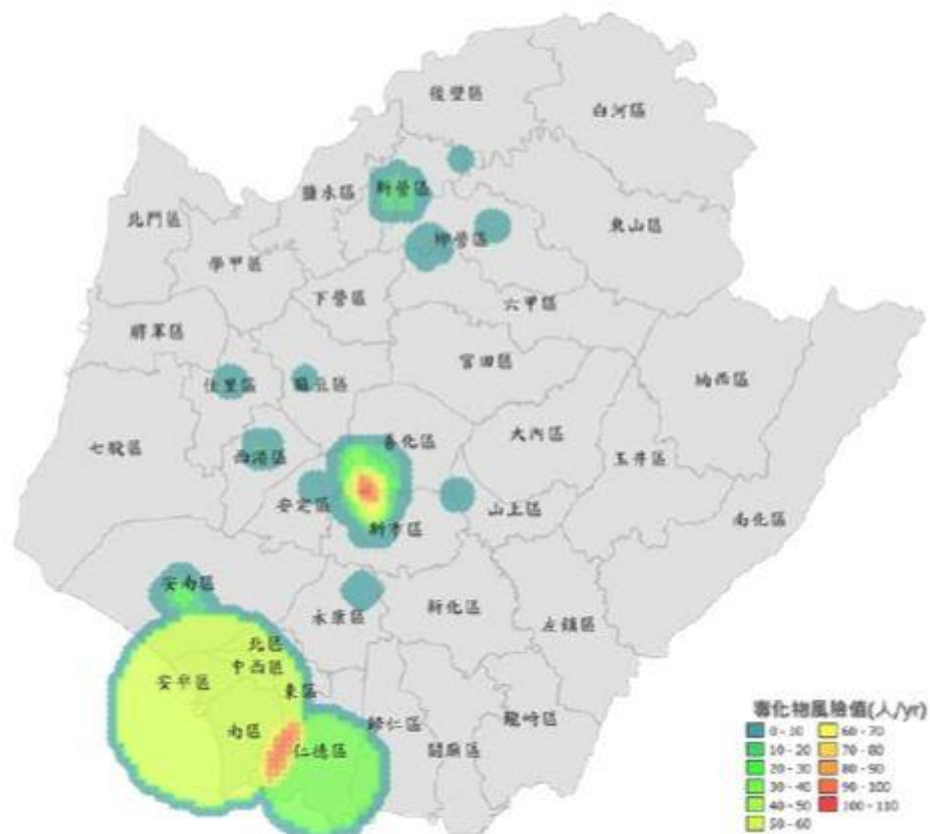 後壁區
白河區
新營區
鹽水區
北門區
東山區
柳營區
學甲區
下營區
六甲區
將軍區
官田區
楠西區
佳里區
麻豆區
善化區
大內區
七股區
西港區
玉井區
安定區
山上區
南化區
新市區
安南區
新化區
永康區
左鎮區
北區
中西區
安平區
東區
南區
仁德區
歸仁區
關廟區
龍崎區
毒化物風險值(人/yr)
0 - 10
10 - 20
20 - 30
30 - 40
40 - 50
50 - 60
60 - 70
70 - 80
80 - 90
90 - 100
100 - 110